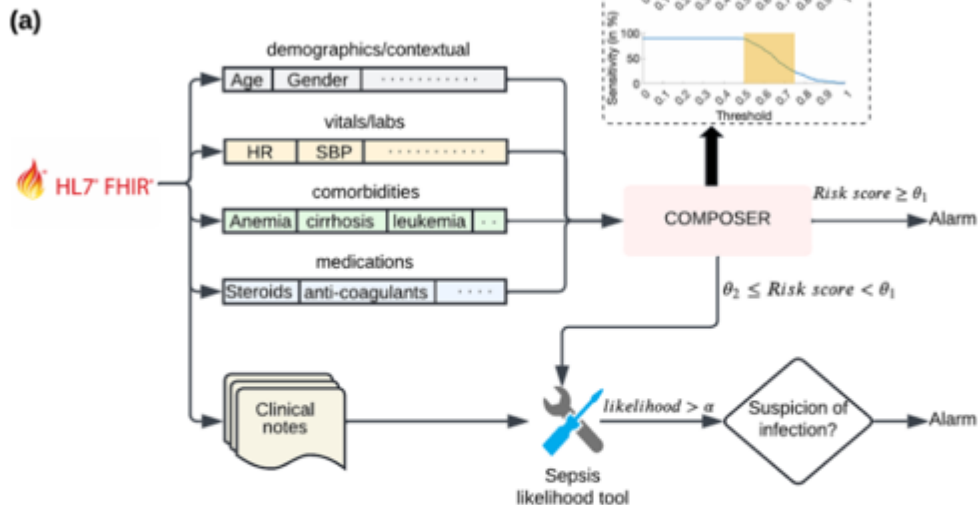 (a)
demographics/contextual
Age Gender ...........
vitals/labs
HR SBP ............
comorbidities
Anemia cirrhosis leukemia ..
medications
Steroids anti-coagulants ....
HL7® FHIR®
Clinical
notes
Sensitivity (in %)
100
50
0
0 0.1 0.2 0.3 0.4 0.5 0.6 0.7 0.8 0.9 1
Threshold
COMPOSER
Risk score ≥ θ1
Alarm
θ2 ≤ Risk score < θ1
Sepsis
likelihood tool
likelihood > α
Suspicion of
infection?
Alarm